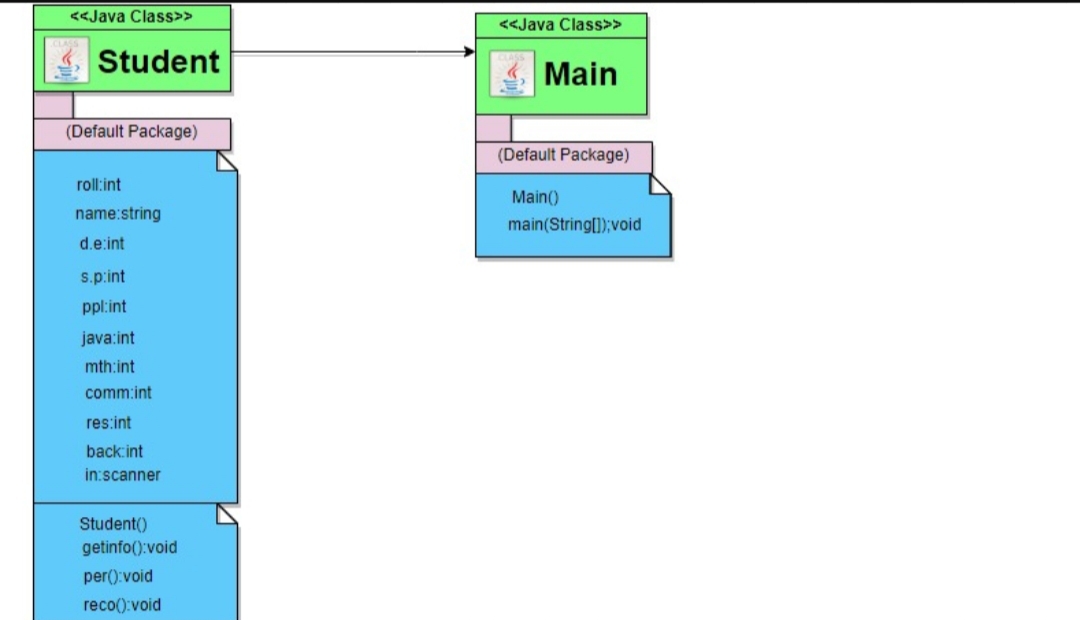 <<Java Class>>
Student
(Default Package)
roll:int
name:string
d.e:int
s.p:int
ppl:int
java:int
mth:int
comm:int
res:int
back:int
in:scanner
Student()
getinfo():void
per():void
reco():void
<<Java Class>>
Main
(Default Package)
Main()
main(String[]);void